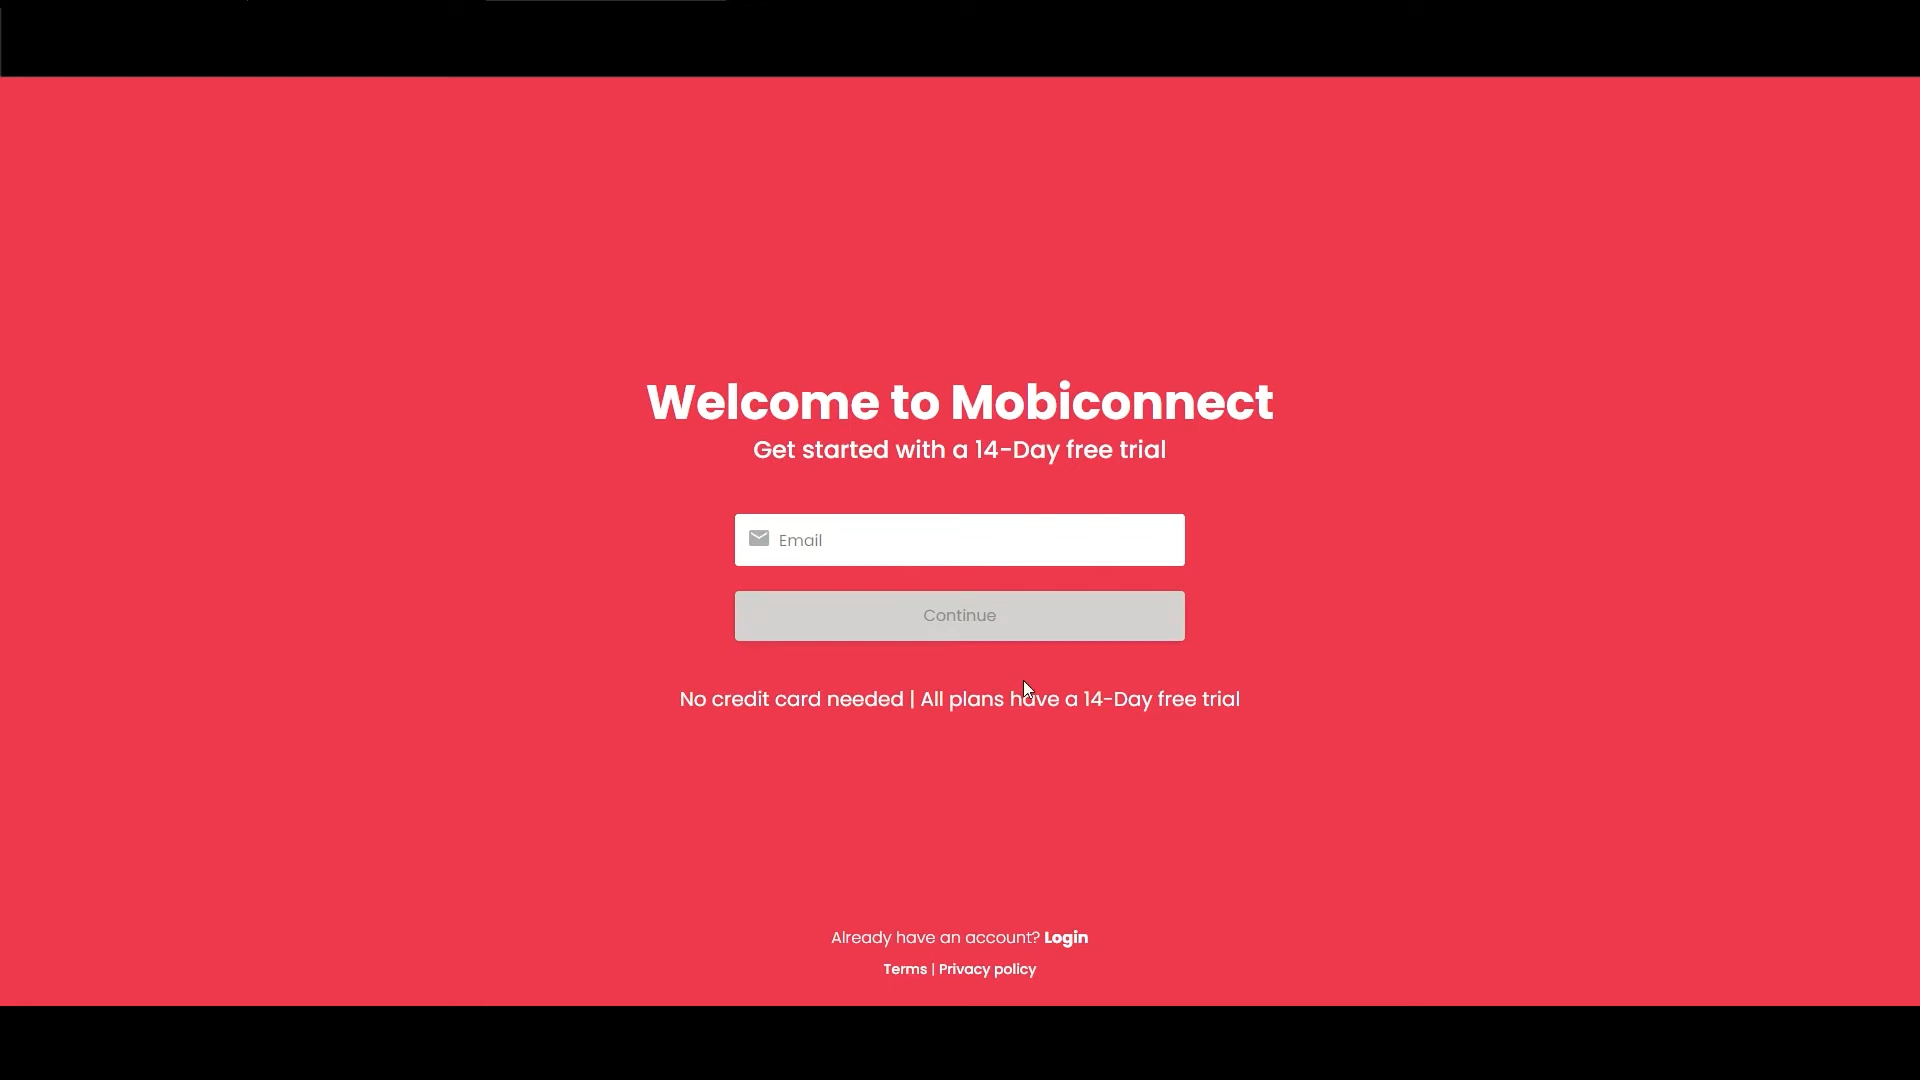 Welcome to Mobiconnect
Get started with a 14-Day free trial
Email
Continue
No credit card needed | All plans have a 14-Day free trial
Already have an account? Login
Terms | Privacy policy